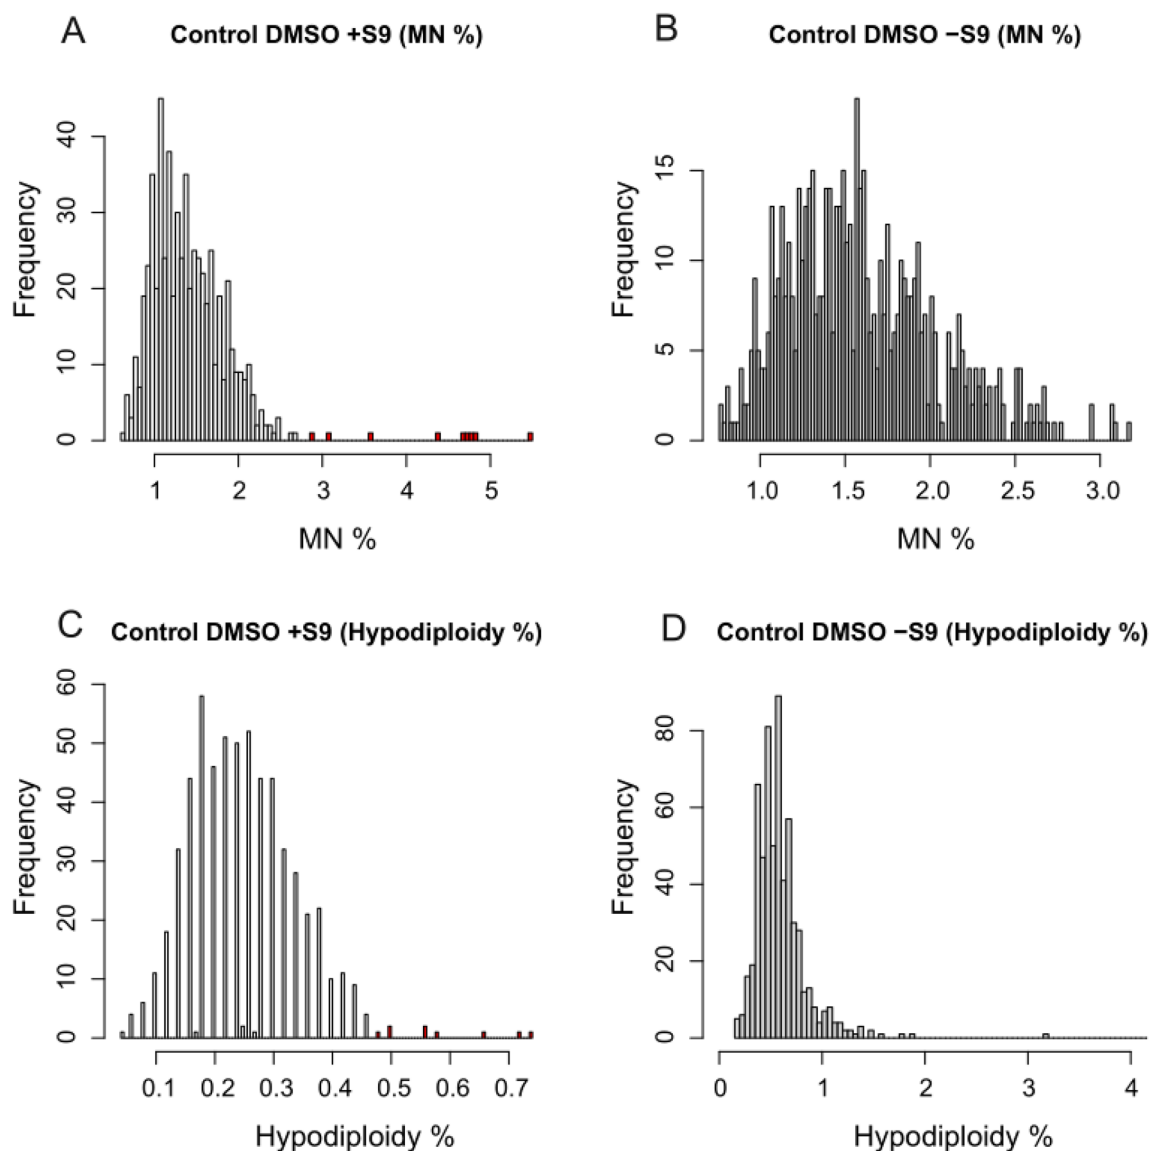 A
Control DMSO +S9 (MN %)
Frequency
0
10
20
30
40
1 2 3 4 5
MN %
B
Control DMSO −S9 (MN %)
Frequency
0
5
10
15
1.0 1.5 2.0 2.5 3.0
MN %
C
Control DMSO +S9 (Hypodiploidy %)
Frequency
0
10
20
30
40
50
60
0.1 0.2 0.3 0.4 0.5 0.6 0.7
Hypodiploidy %
D
Control DMSO −S9 (Hypodiploidy %)
Frequency
0
20
40
60
80
0 1 2 3 4
Hypodiploidy %